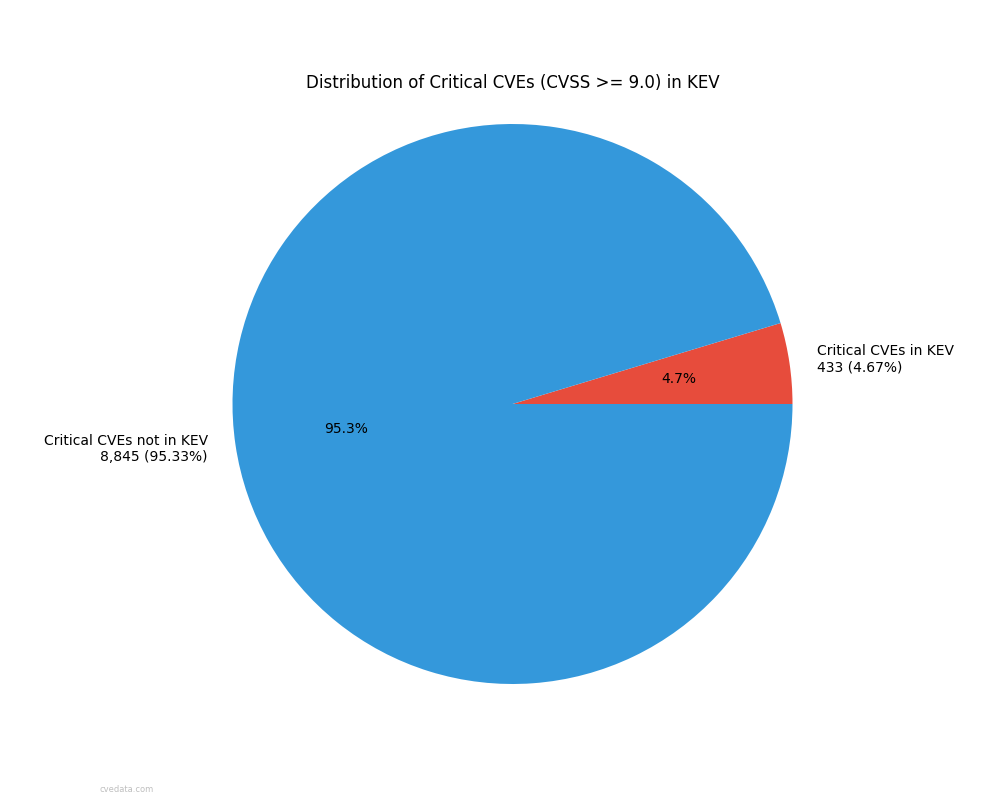 Distribution of Critical CVEs (CVSS >= 9.0) in KEV
Critical CVEs in KEV
433 (4.67%)
4.7%
95.3%
Critical CVEs not in KEV
8,845 (95.33%)
cvedata.com